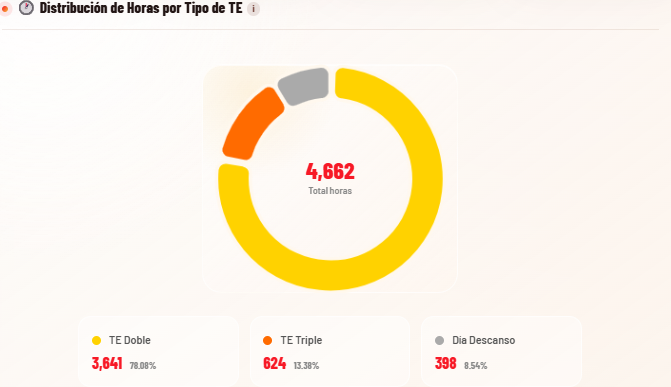 Distribución de Horas por Tipo de TE i
4,662
Total horas
TE Doble
3,641 78.08%
TE Triple
624 13.38%
Día Descanso
398 8.54%